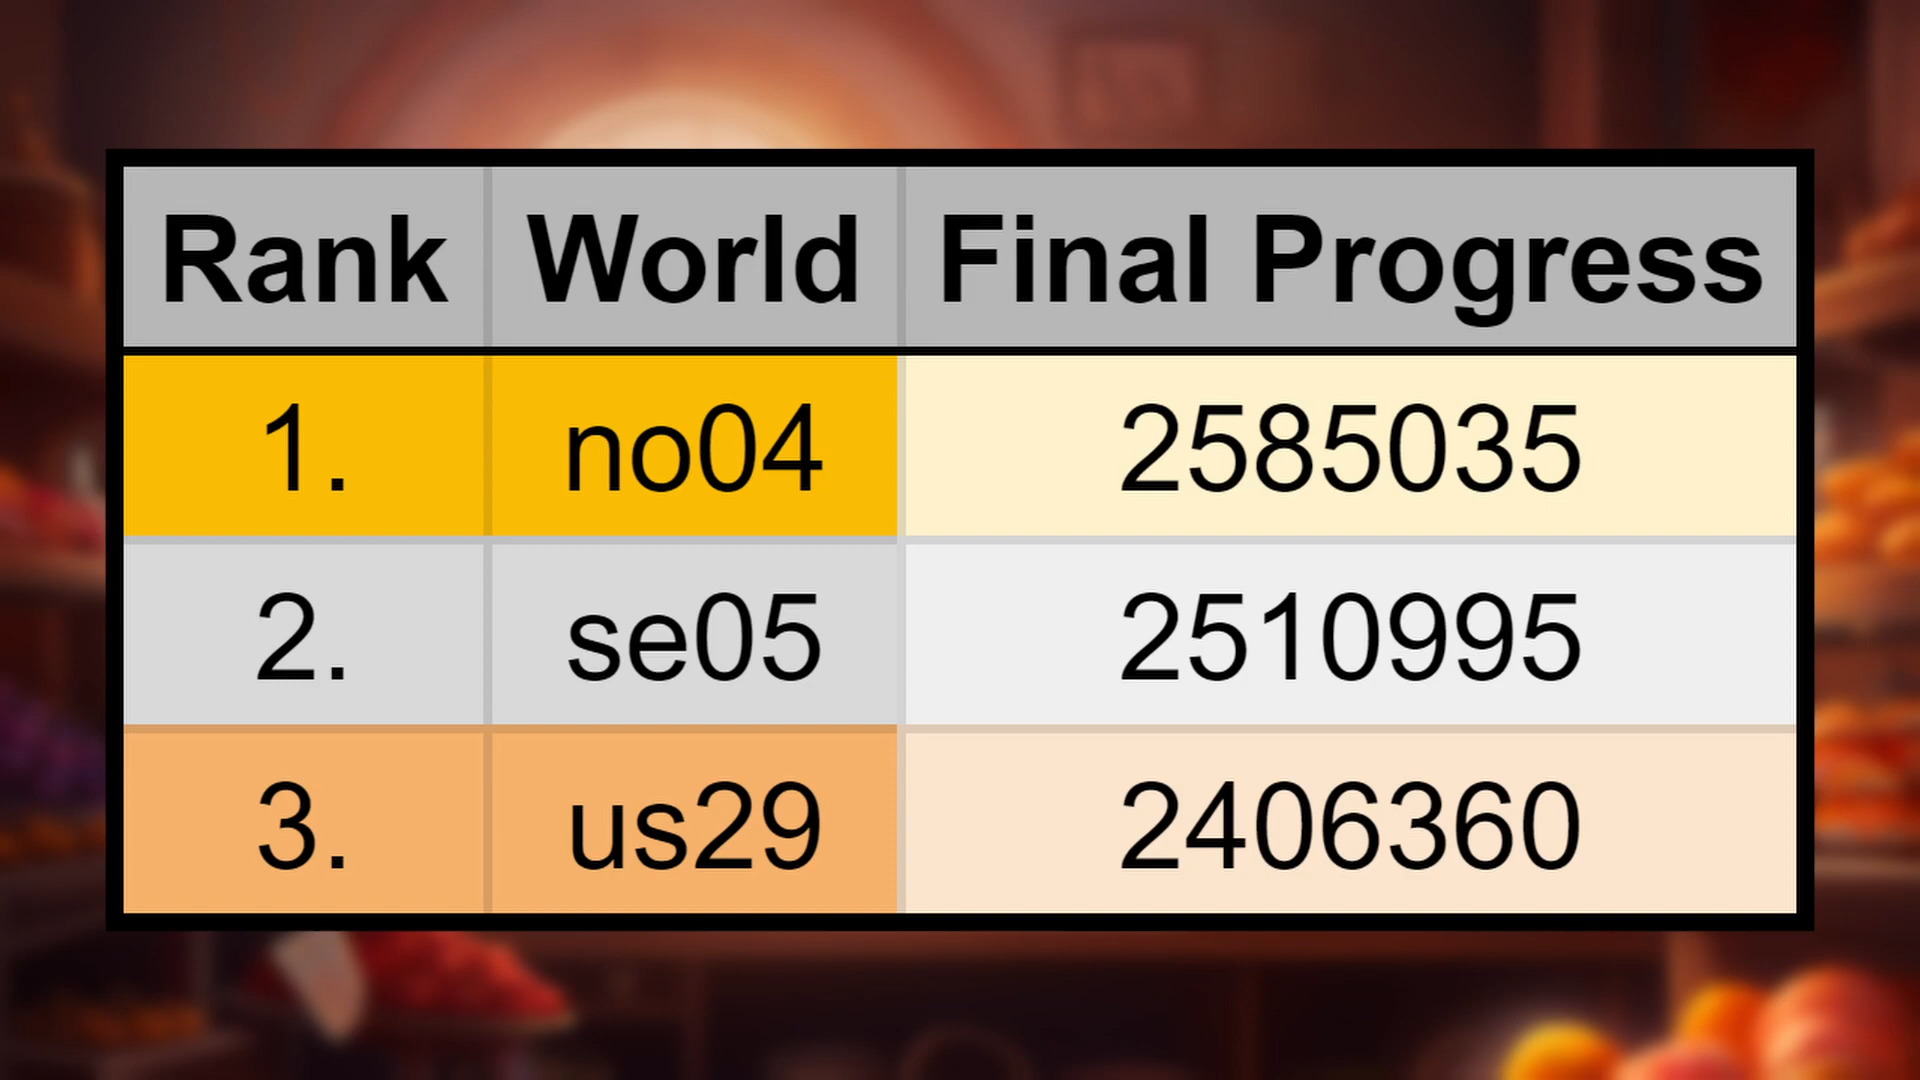 Rank World Final Progress
1. no04 2585035
2. se05 2510995
3. us29 2406360